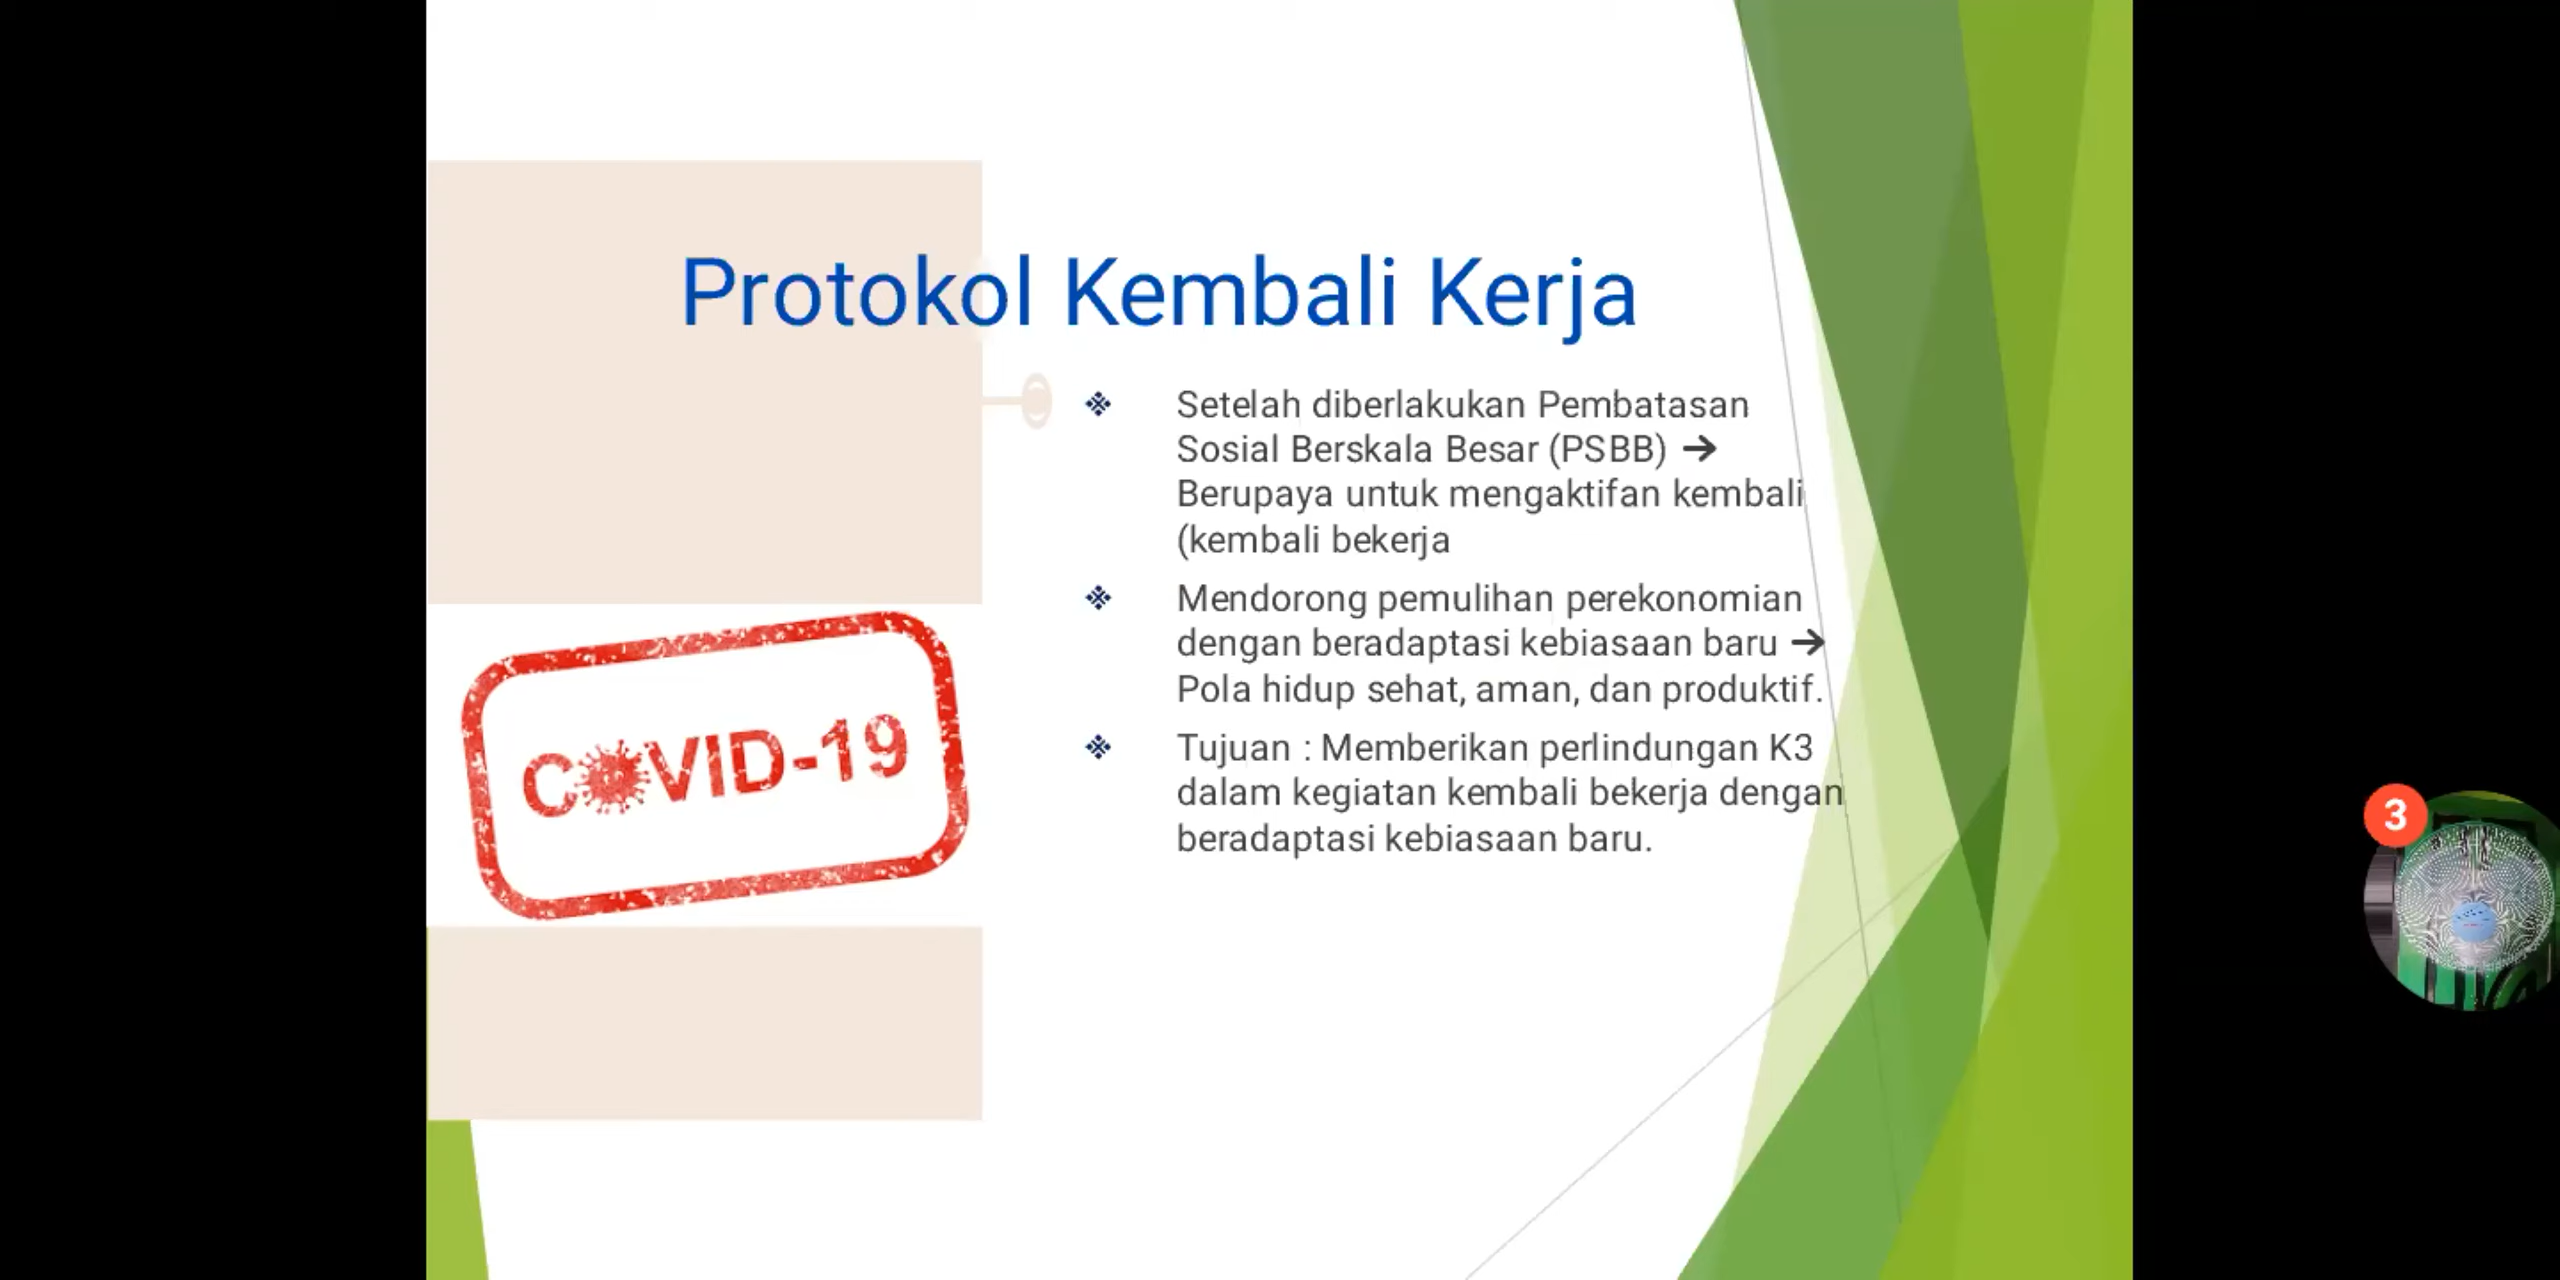 Protokol Kembali Kerja
Setelah diberlakukan Pembatasan
Sosial Berskala Besar (PSBB) →
Berupaya untuk mengaktifan kembali
(kembali bekerja
Mendorong pemulihan perekonomian
dengan beradaptasi kebiasaan baru →
Pola hidup sehat, aman, dan produktif.
Tujuan : Memberikan perlindungan K3
dalam kegiatan kembali bekerja dengan
beradaptasi kebiasaan baru.
COVID-19
3